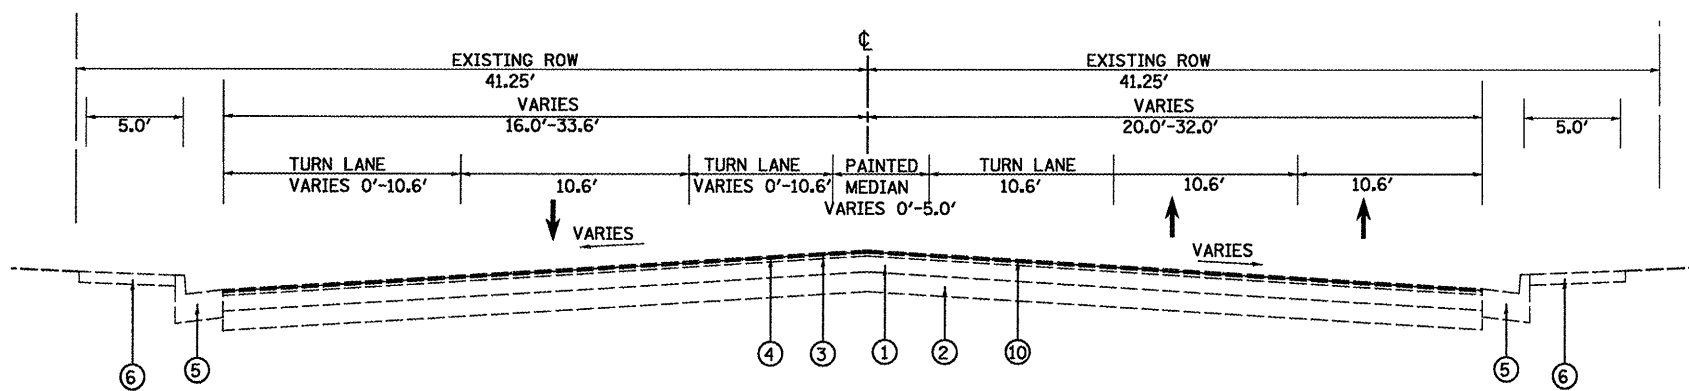 ℄
EXISTING ROW
41.25'
EXISTING ROW
41.25'
5.0'
VARIES
16.0'-33.6'
VARIES
20.0'-32.0'
5.0'
TURN LANE
VARIES 0'-10.6'
10.6'
TURN LANE
VARIES 0'-10.6'
PAINTED
MEDIAN
VARIES 0'-5.0'
TURN LANE
10.6'
10.6'
10.6'
VARIES
VARIES
6
5
4
3
1
2
10
5
6